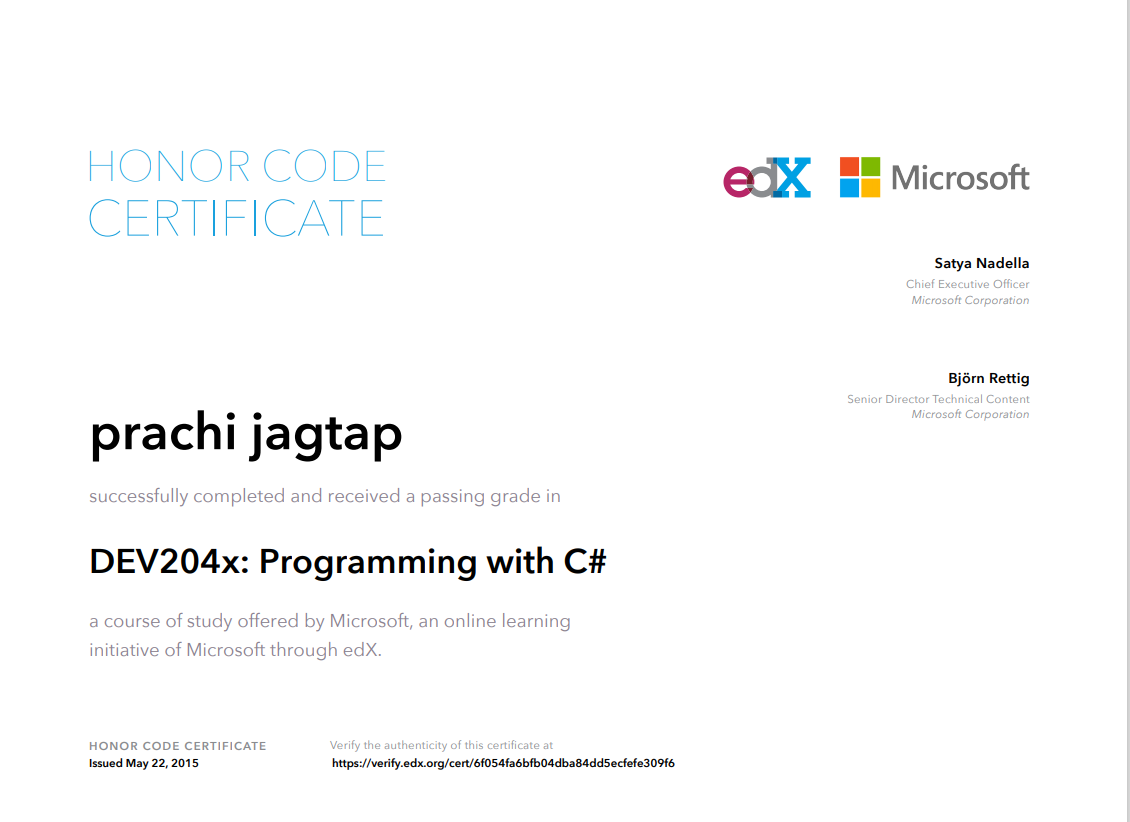 HONOR CODE
CERTIFICATE
edX
Microsoft
Satya Nadella
Chief Executive Officer
Microsoft Corporation
Björn Rettig
Senior Director Technical Content
Microsoft Corporation
prachi jagtap
successfully completed and received a passing grade in
DEV204x: Programming with C#
a course of study offered by Microsoft, an online learning
initiative of Microsoft through edX.
HONOR CODE CERTIFICATE
Issued May 22, 2015
Verify the authenticity of this certificate at
https://verify.edx.org/cert/6f054fa6bfb04dba84dd5ecfefe309f6